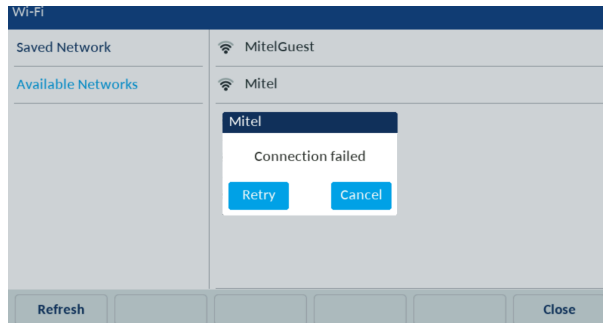 Wi-Fi
Saved Network
MitelGuest
Available Networks
Mitel
Mitel
Connection failed
Retry
Cancel
Refresh
Close